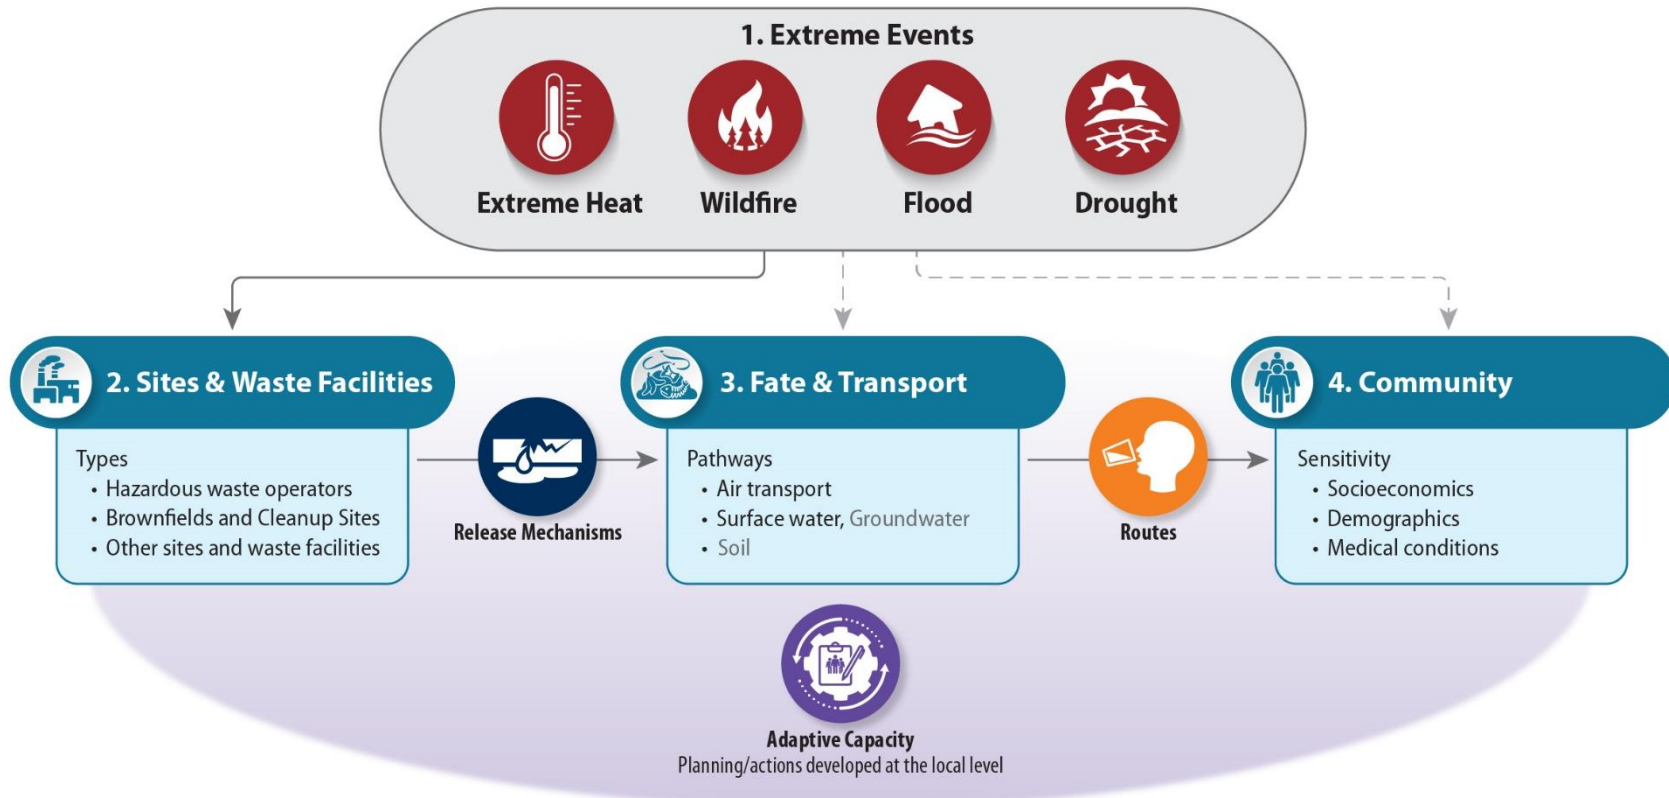 1. Extreme Events
Extreme Heat
Wildfire
Flood
Drought
2. Sites & Waste Facilities
Types
• Hazardous waste operators
• Brownfields and Cleanup Sites
• Other sites and waste facilities
Release Mechanisms
3. Fate & Transport
Pathways
• Air transport
• Surface water, Groundwater
• Soil
Routes
4. Community
Sensitivity
• Socioeconomics
• Demographics
• Medical conditions
Adaptive Capacity
Planning/actions developed at the local level